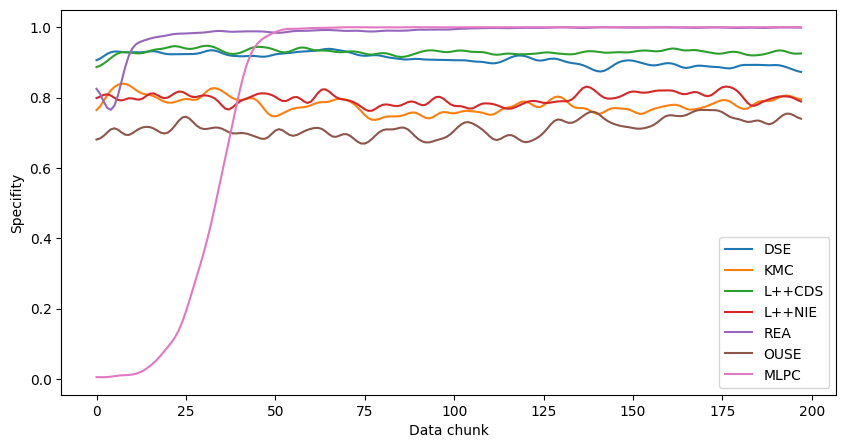 1.0
0.8
0.6
0.4
0.2
0.0
Specifity
0
25
50
75
100
125
150
175
200
Data chunk
DSE
KMC
L++CDS
L++NIE
REA
OUSE
MLPC